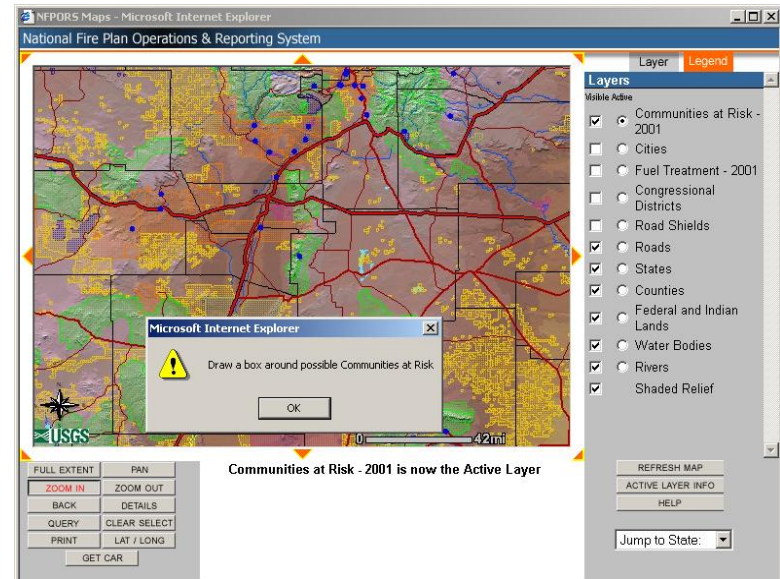 NFPORS Maps - Microsoft Internet Explorer
National Fire Plan Operations & Reporting System
Layer Legend
Layers
Visible Active
Communities at Risk -
2001
Cities
Fuel Treatment - 2001
Congressional
Districts
Road Shields
Roads
States
Counties
Federal and Indian
Lands
Water Bodies
Rivers
Shaded Relief
Microsoft Internet Explorer
Draw a box around possible Communities at Risk
OK
N
USGS
0 42mi
Communities at Risk - 2001 is now the Active Layer
FULL EXTENT PAN
ZOOM IN ZOOM OUT
BACK DETAILS
QUERY CLEAR SELECT
PRINT LAT / LONG
GET CAR
REFRESH MAP
ACTIVE LAYER INFO
HELP
Jump to State: